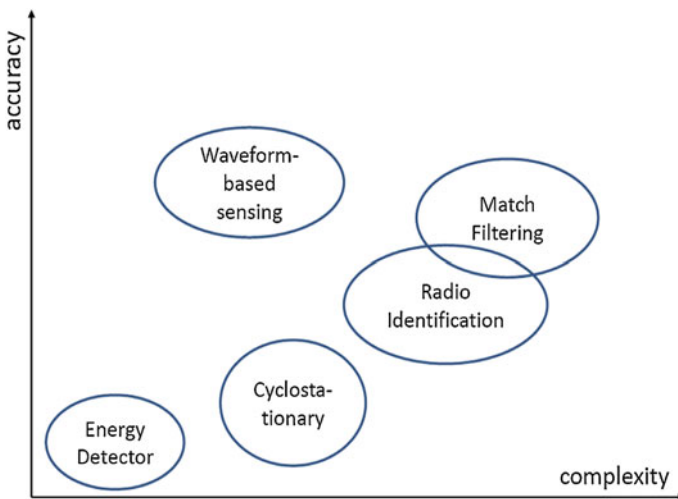 accuracy
Waveform-
based
sensing
Match
Filtering
Radio
Identification
Cyclosta-
tionary
Energy
Detector
complexity